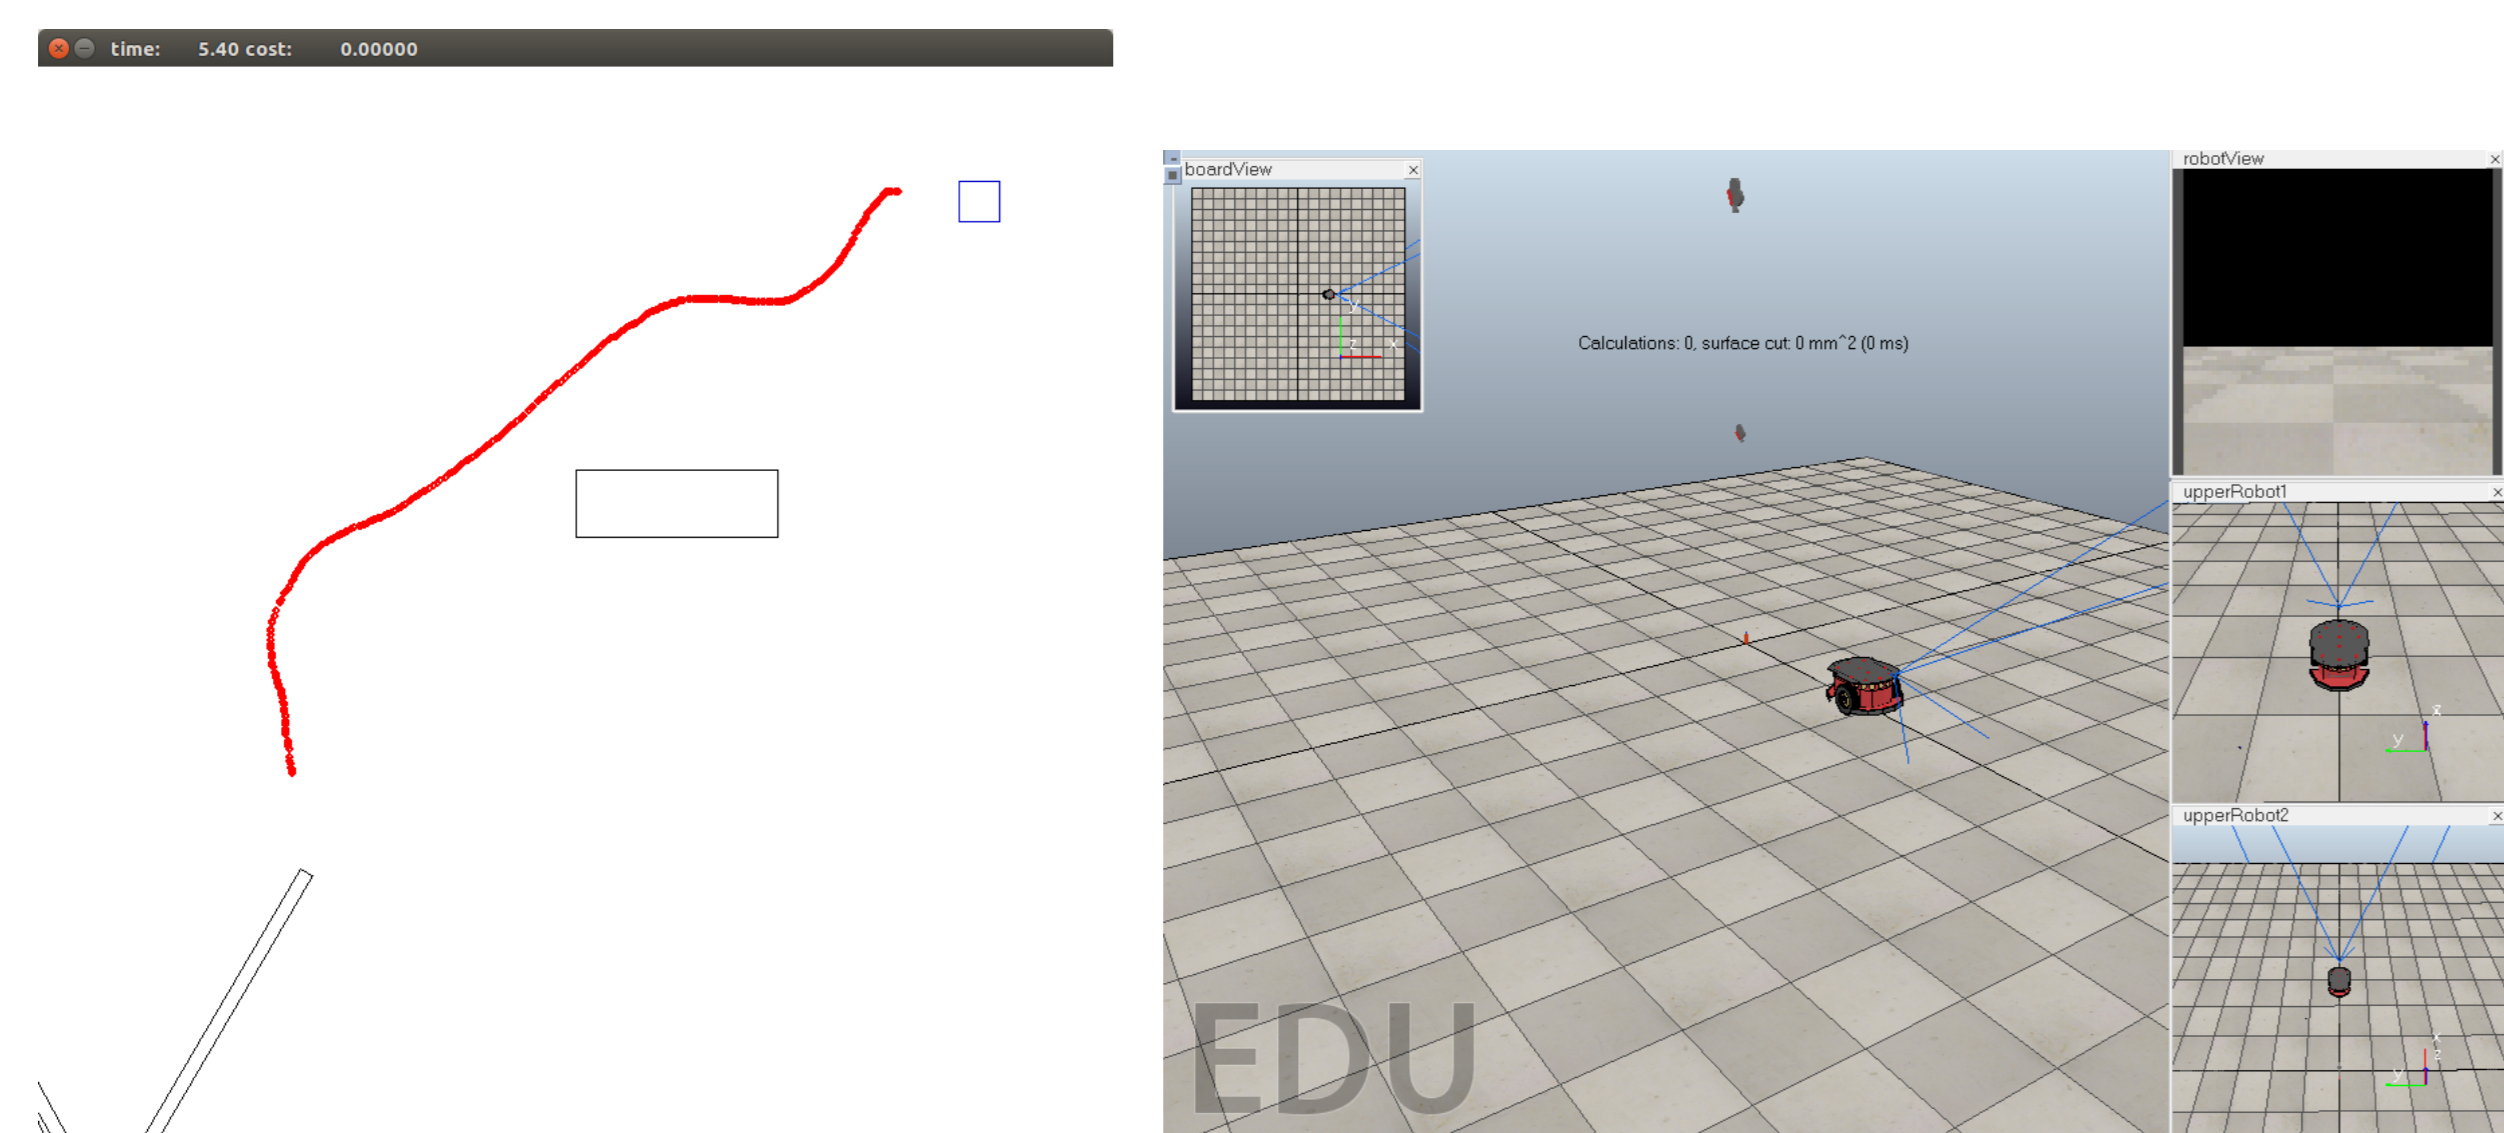 time: 5.40 cost: 0.00000
boardView
y
z x
Calculations: 0, surface cut: 0 mm^2 (0 ms)
EDU
robotView
upperRobot1
y
upperRobot2
x
z
y